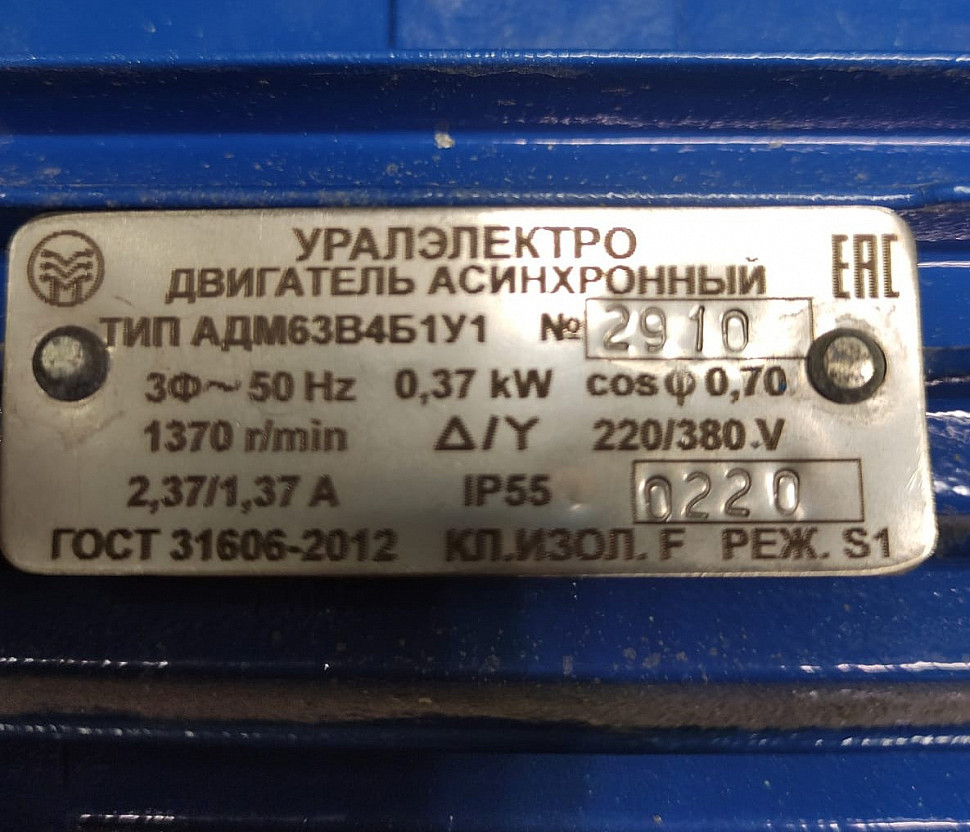 УРАЛЭЛЕКТРО
ДВИГАТЕЛЬ АСИНХРОННЫЙ
EAC
ТИП АДМ63В4Б1У1 № 2910
3Ф~ 50 Hz 0,37 kW cos φ 0,70
1370 r/min Δ/Y 220/380 V
2,37/1,37 A IP55 0220
ГОСТ 31606-2012 КЛ.ИЗОЛ. F РЕЖ. S1